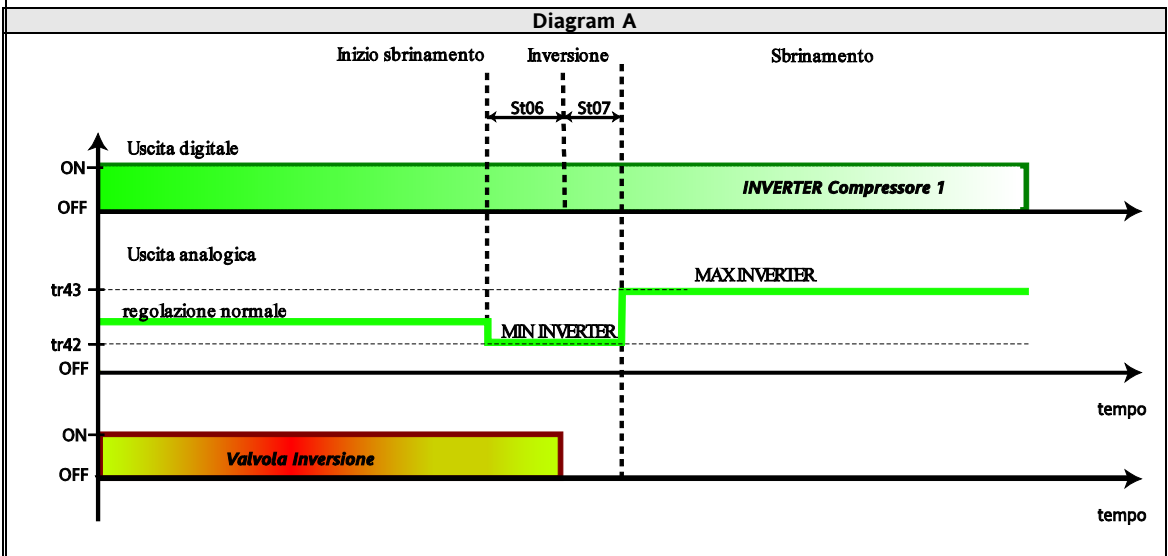 Diagram A
Inizio sbrinamento
Inversione
Sbrinamento
St06
St07
Uscita digitale
ON
INVERTER Compressore 1
OFF
Uscita analogica
MAX INVERTER
tr43
regolazione normale
MIN INVERTER
tr42
OFF
tempo
ON
Valvola Inversione
OFF
tempo